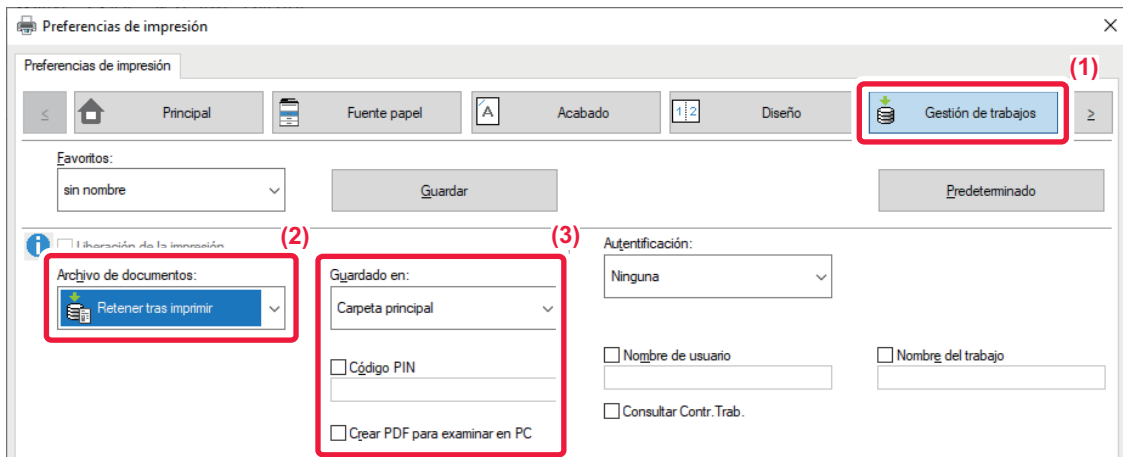 Preferencias de impresión
Preferencias de impresión
(1)
≤ Principal Fuente papel Acabado 1 2 Diseño Gestión de trabajos ≥
Favoritos:
sin nombre Guardar Predeterminado
Liberación de la impresión (2) (3) Autentificación:
Archivo de documentos: Guardado en: Ninguna
Retener tras imprimir Carpeta principal
Código PIN Nombre de usuario Nombre del trabajo
Consultar Contr.Trab.
Crear PDF para examinar en PC